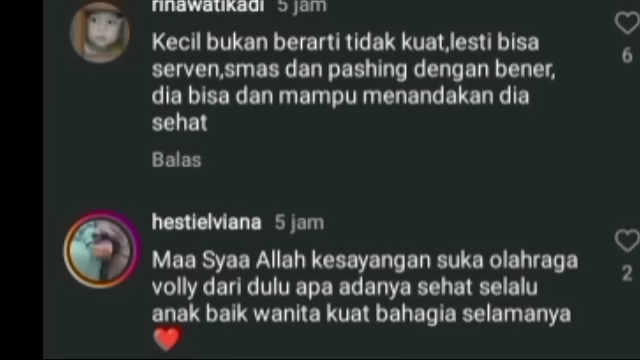 rinawatikadi 5 jam
Kecil bukan berarti tidak kuat,lesti bisa
serven,smas dan pashing dengan bener,
dia bisa dan mampu menandakan dia
sehat
6
Balas
hestielviana 5 jam
Maa Syaa Allah kesayangan suka olahraga
volly dari dulu apa adanya sehat selalu
anak baik wanita kuat bahagia selamanya
❤️
2